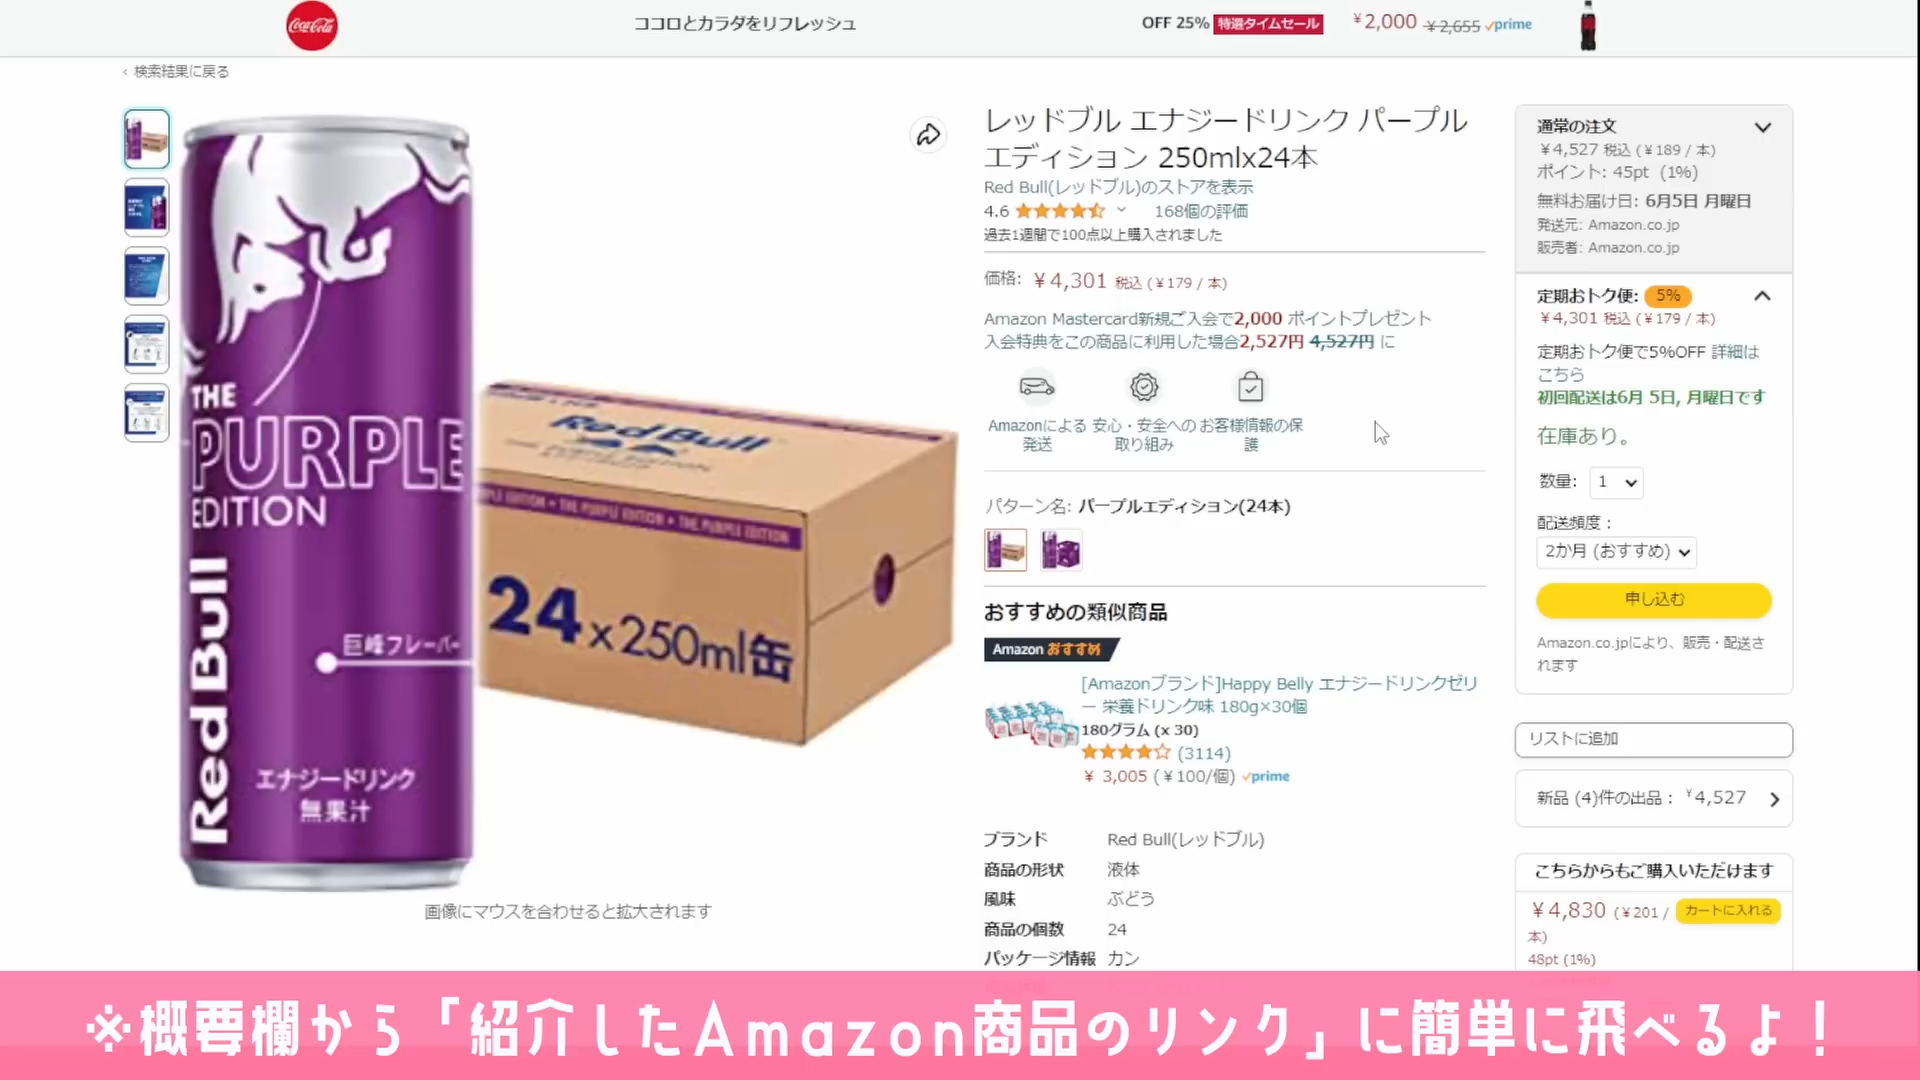 Coca-Cola
ココロとカラダをリフレッシュ
OFF 25% 特選タイムセール
¥2,000 ¥2,655 prime
‹ 検索結果に戻る
THE
PURPLE
EDITION
Red Bull
巨峰フレーバー
エナジードリンク
無果汁
Red Bull
THE PURPLE EDITION • THE PURPLE EDITION
24x250ml缶
画像にマウスを合わせると拡大されます
レッドブル エナジードリンク パープル
エディション 250mlx24本
Red Bull(レッドブル)のストアを表示
4.6 168個の評価
過去1週間で100点以上購入されました
価格: ¥4,301 税込 (¥179 / 本)
Amazon Mastercard新規ご入会で2,000 ポイントプレゼント
入会特典をこの商品に利用した場合2,527円 4,527円 に
Amazonによる発送
安心・安全への取り組み
お客様情報の保護
パターン名: パープルエディション(24本)
おすすめの類似商品
Amazon おすすめ
[Amazonブランド]Happy Belly エナジードリンクゼリ
ー 栄養ドリンク味 180g×30個
180グラム (x 30)
(3114)
¥ 3,005 (¥100/個) prime
ブランド Red Bull(レッドブル)
商品の形状 液体
風味 ぶどう
商品の個数 24
パッケージ情報 カン
通常の注文
¥4,527 税込 (¥189 / 本)
ポイント: 45pt (1%)
無料お届け日: 6月5日 月曜日
発送元: Amazon.co.jp
販売者: Amazon.co.jp
定期おトク便: 5%
¥4,301 税込 (¥179 / 本)
定期おトク便で5%OFF 詳細は
こちら
初回配送は6月 5日, 月曜日です
在庫あり。
数量: 1
配送頻度:
2か月 (おすすめ)
申し込む
Amazon.co.jpにより、販売・配送さ
れます
リストに追加
新品 (4)件の出品: ¥4,527
こちらからもご購入いただけます
¥4,830 (¥201 / カートに入れる
本)
48pt (1%)
※概要欄から「紹介したAmazon商品のリンク」に簡単に飛べるよ！